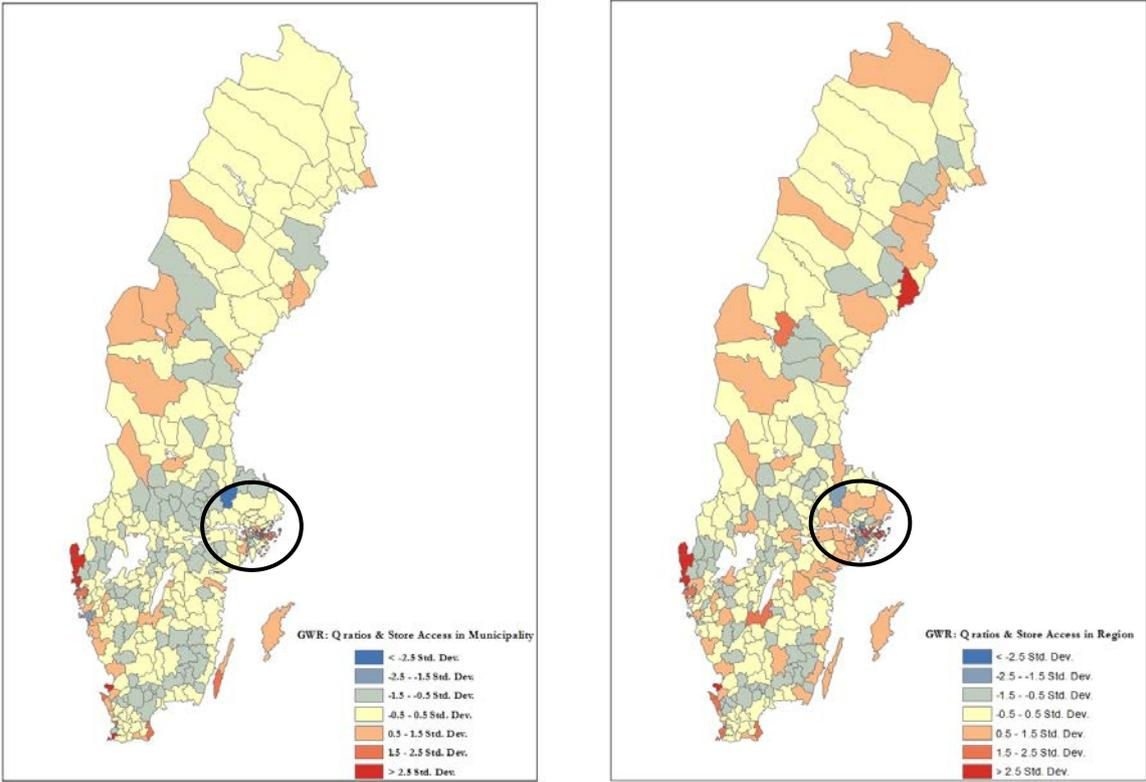 GWR: Q ratios & Store Access in Municipality
< -2.5 Std. Dev.
-2.5 - -1.5 Std. Dev.
-1.5 - -0.5 Std. Dev.
-0.5 - 0.5 Std. Dev.
0.5 - 1.5 Std. Dev.
1.5 - 2.5 Std. Dev.
> 2.5 Std. Dev.
GWR: Q ratios & Store Access in Region
< -2.5 Std. Dev.
-2.5 - -1.5 Std. Dev.
-1.5 - -0.5 Std. Dev.
-0.5 - 0.5 Std. Dev.
0.5 - 1.5 Std. Dev.
1.5 - 2.5 Std. Dev.
> 2.5 Std. Dev.